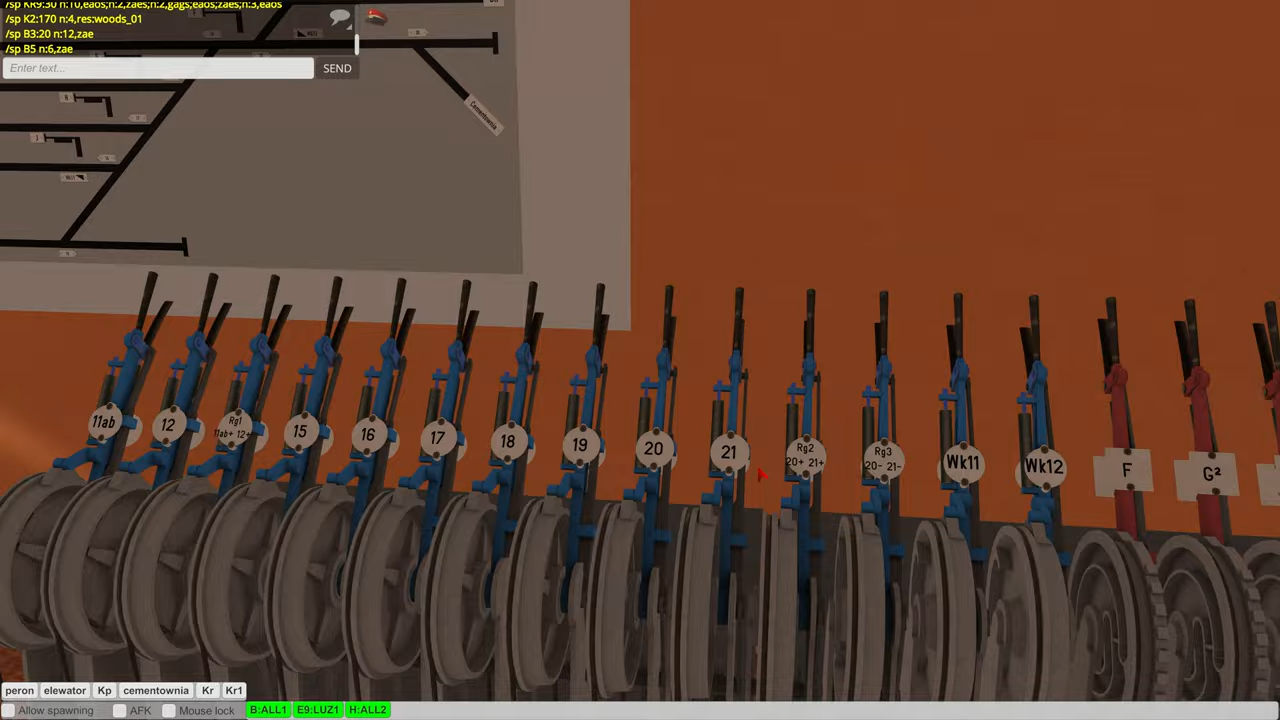 /sp KR9:30 n:10,eaos;n:2,zaes;n:2,gags;eaos;zaes;n:3,eaos
/sp K2:170 n:4,res:woods_01
/sp B3:20 n:12,zae
/sp B5 n:6,zae
Enter text...
SEND
Cementownia
11ab
12
Rg1
11ab+ 12+
15
16
17
18
19
20
21
Rg2
20+ 21+
Rg3
20- 21-
Wk11
Wk12
F
G²
peron
elewator
Kp
cementownia
Kr
Kr1
Allow spawning
AFK
Mouse lock
B:ALL1
E9:LUZ1
H:ALL2